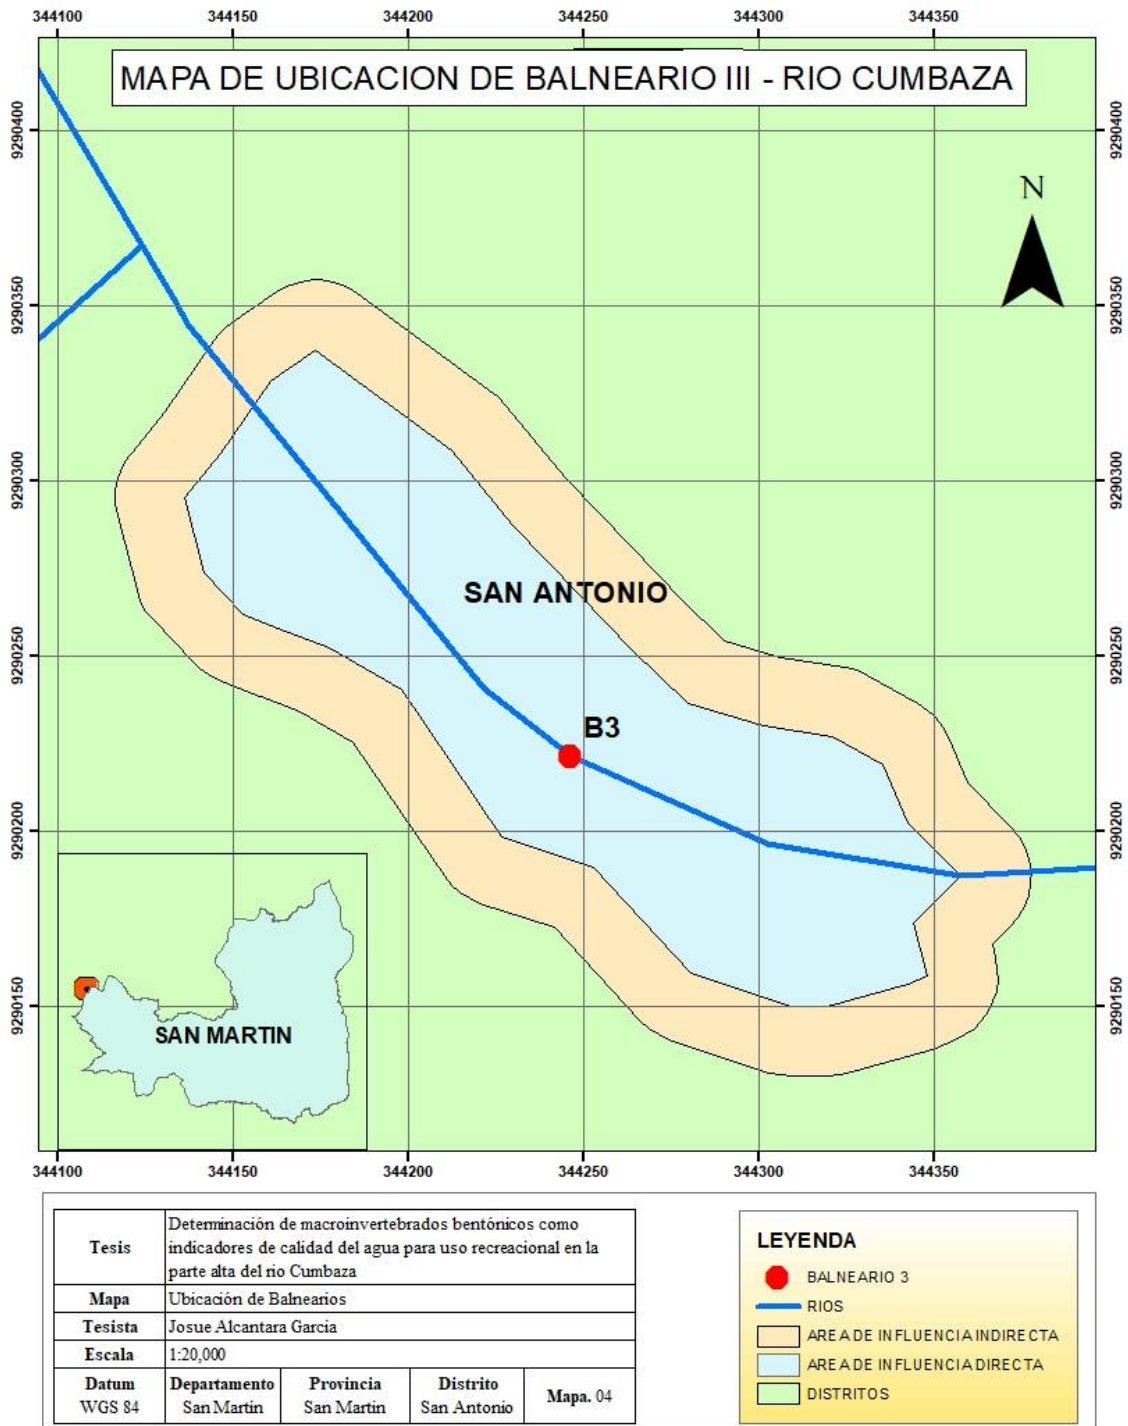 344100 344150 344200 344250 344300 344350
MAPA DE UBICACION DE BALNEARIO III - RIO CUMBAZA
9290400 9290400
N
9290350 9290350
9290300 9290300
SAN ANTONIO
9290250 9290250
B3
9290200 9290200
9290150 9290150
SAN MARTIN
344100 344150 344200 344250 344300 344350
Tesis
Determinación de macroinvertebrados bentónicos como
indicadores de calidad del agua para uso recreacional en la
parte alta del rio Cumbaza
Mapa Ubicación de Balnearios
Tesista Josue Alcantara Garcia
Escala 1:20,000
Datum Departamento Provincia Distrito Mapa. 04
WGS 84 San Martin San Martin San Antonio
LEYENDA
BALNEARIO 3
RIOS
AREA DE INFLUENCIA INDIRECTA
AREA DE INFLUENCIA DIRECTA
DISTRITOS